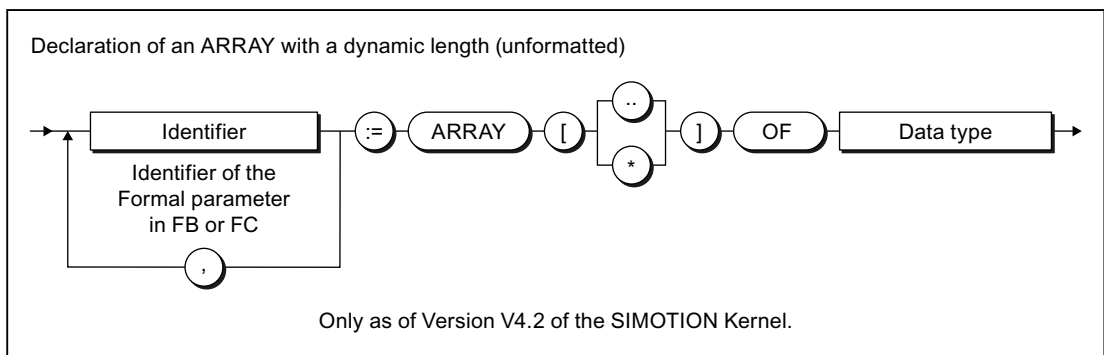 Declaration of an ARRAY with a dynamic length (unformatted)
Identifier := ARRAY [ .. * ] OF Data type
Identifier of the
Formal parameter
in FB or FC
,
Only as of Version V4.2 of the SIMOTION Kernel.